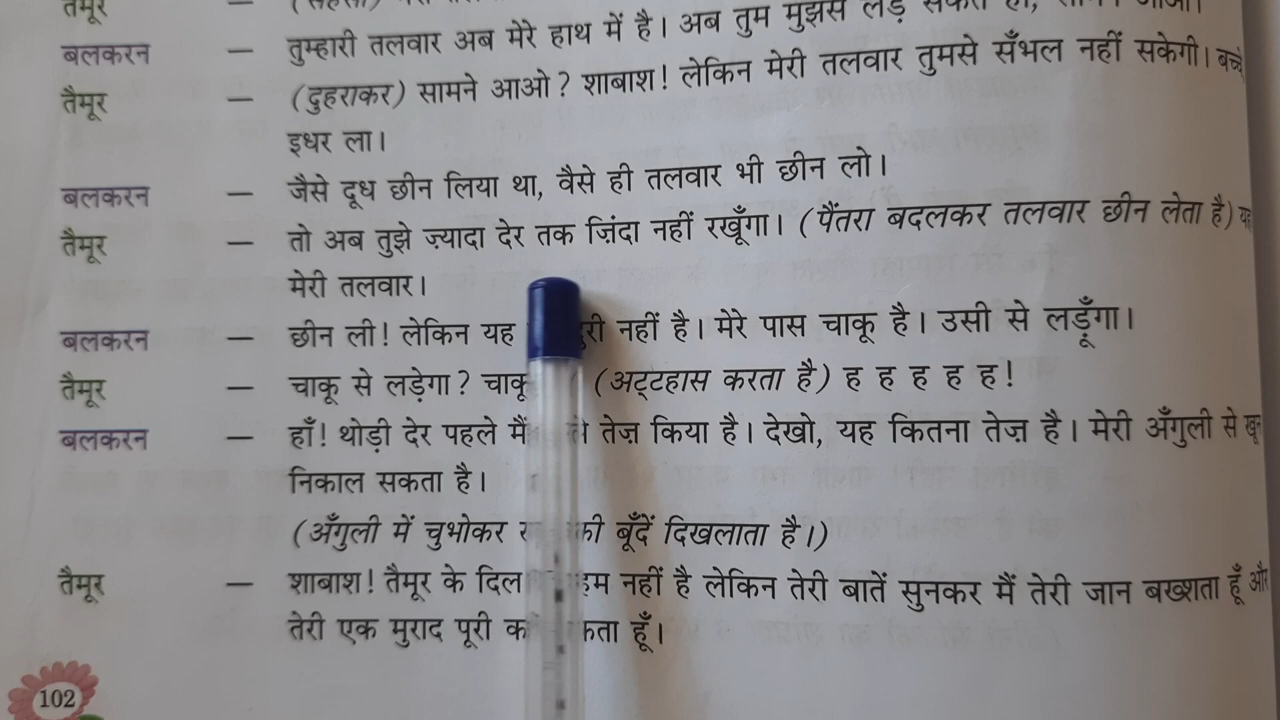 तैमूर —
बलकरन — तुम्हारी तलवार अब मेरे हाथ में है। अब तुम मुझसे लड़
तैमूर — (दुहराकर) सामने आओ? शाबाश! लेकिन मेरी तलवार तुमसे सँभल नहीं सकेगी। बच्चे
इधर ला।
बलकरन — जैसे दूध छीन लिया था, वैसे ही तलवार भी छीन लो।
तैमूर — तो अब तुझे ज़्यादा देर तक ज़िंदा नहीं रखूँगा। (पैंतरा बदलकर तलवार छीन लेता है)
मेरी तलवार।
बलकरन — छीन ली! लेकिन यह नहीं है। मेरे पास चाकू है। उसी से लड़ूँगा।
तैमूर — चाकू से लड़ेगा? चाकू (अट्टहास करता है) ह ह ह ह ह!
बलकरन — हाँ! थोड़ी देर पहले तेज़ किया है। देखो, यह कितना तेज़ है। मेरी अँगुली से
निकाल सकता है।
(अँगुली में चुभोकर की बूँदें दिखलाता है।)
तैमूर — शाबाश! तैमूर के दिल नहीं है लेकिन तेरी बातें सुनकर मैं तेरी जान बख्शता हूँ और
तेरी एक मुराद पूरी हूँ।
102